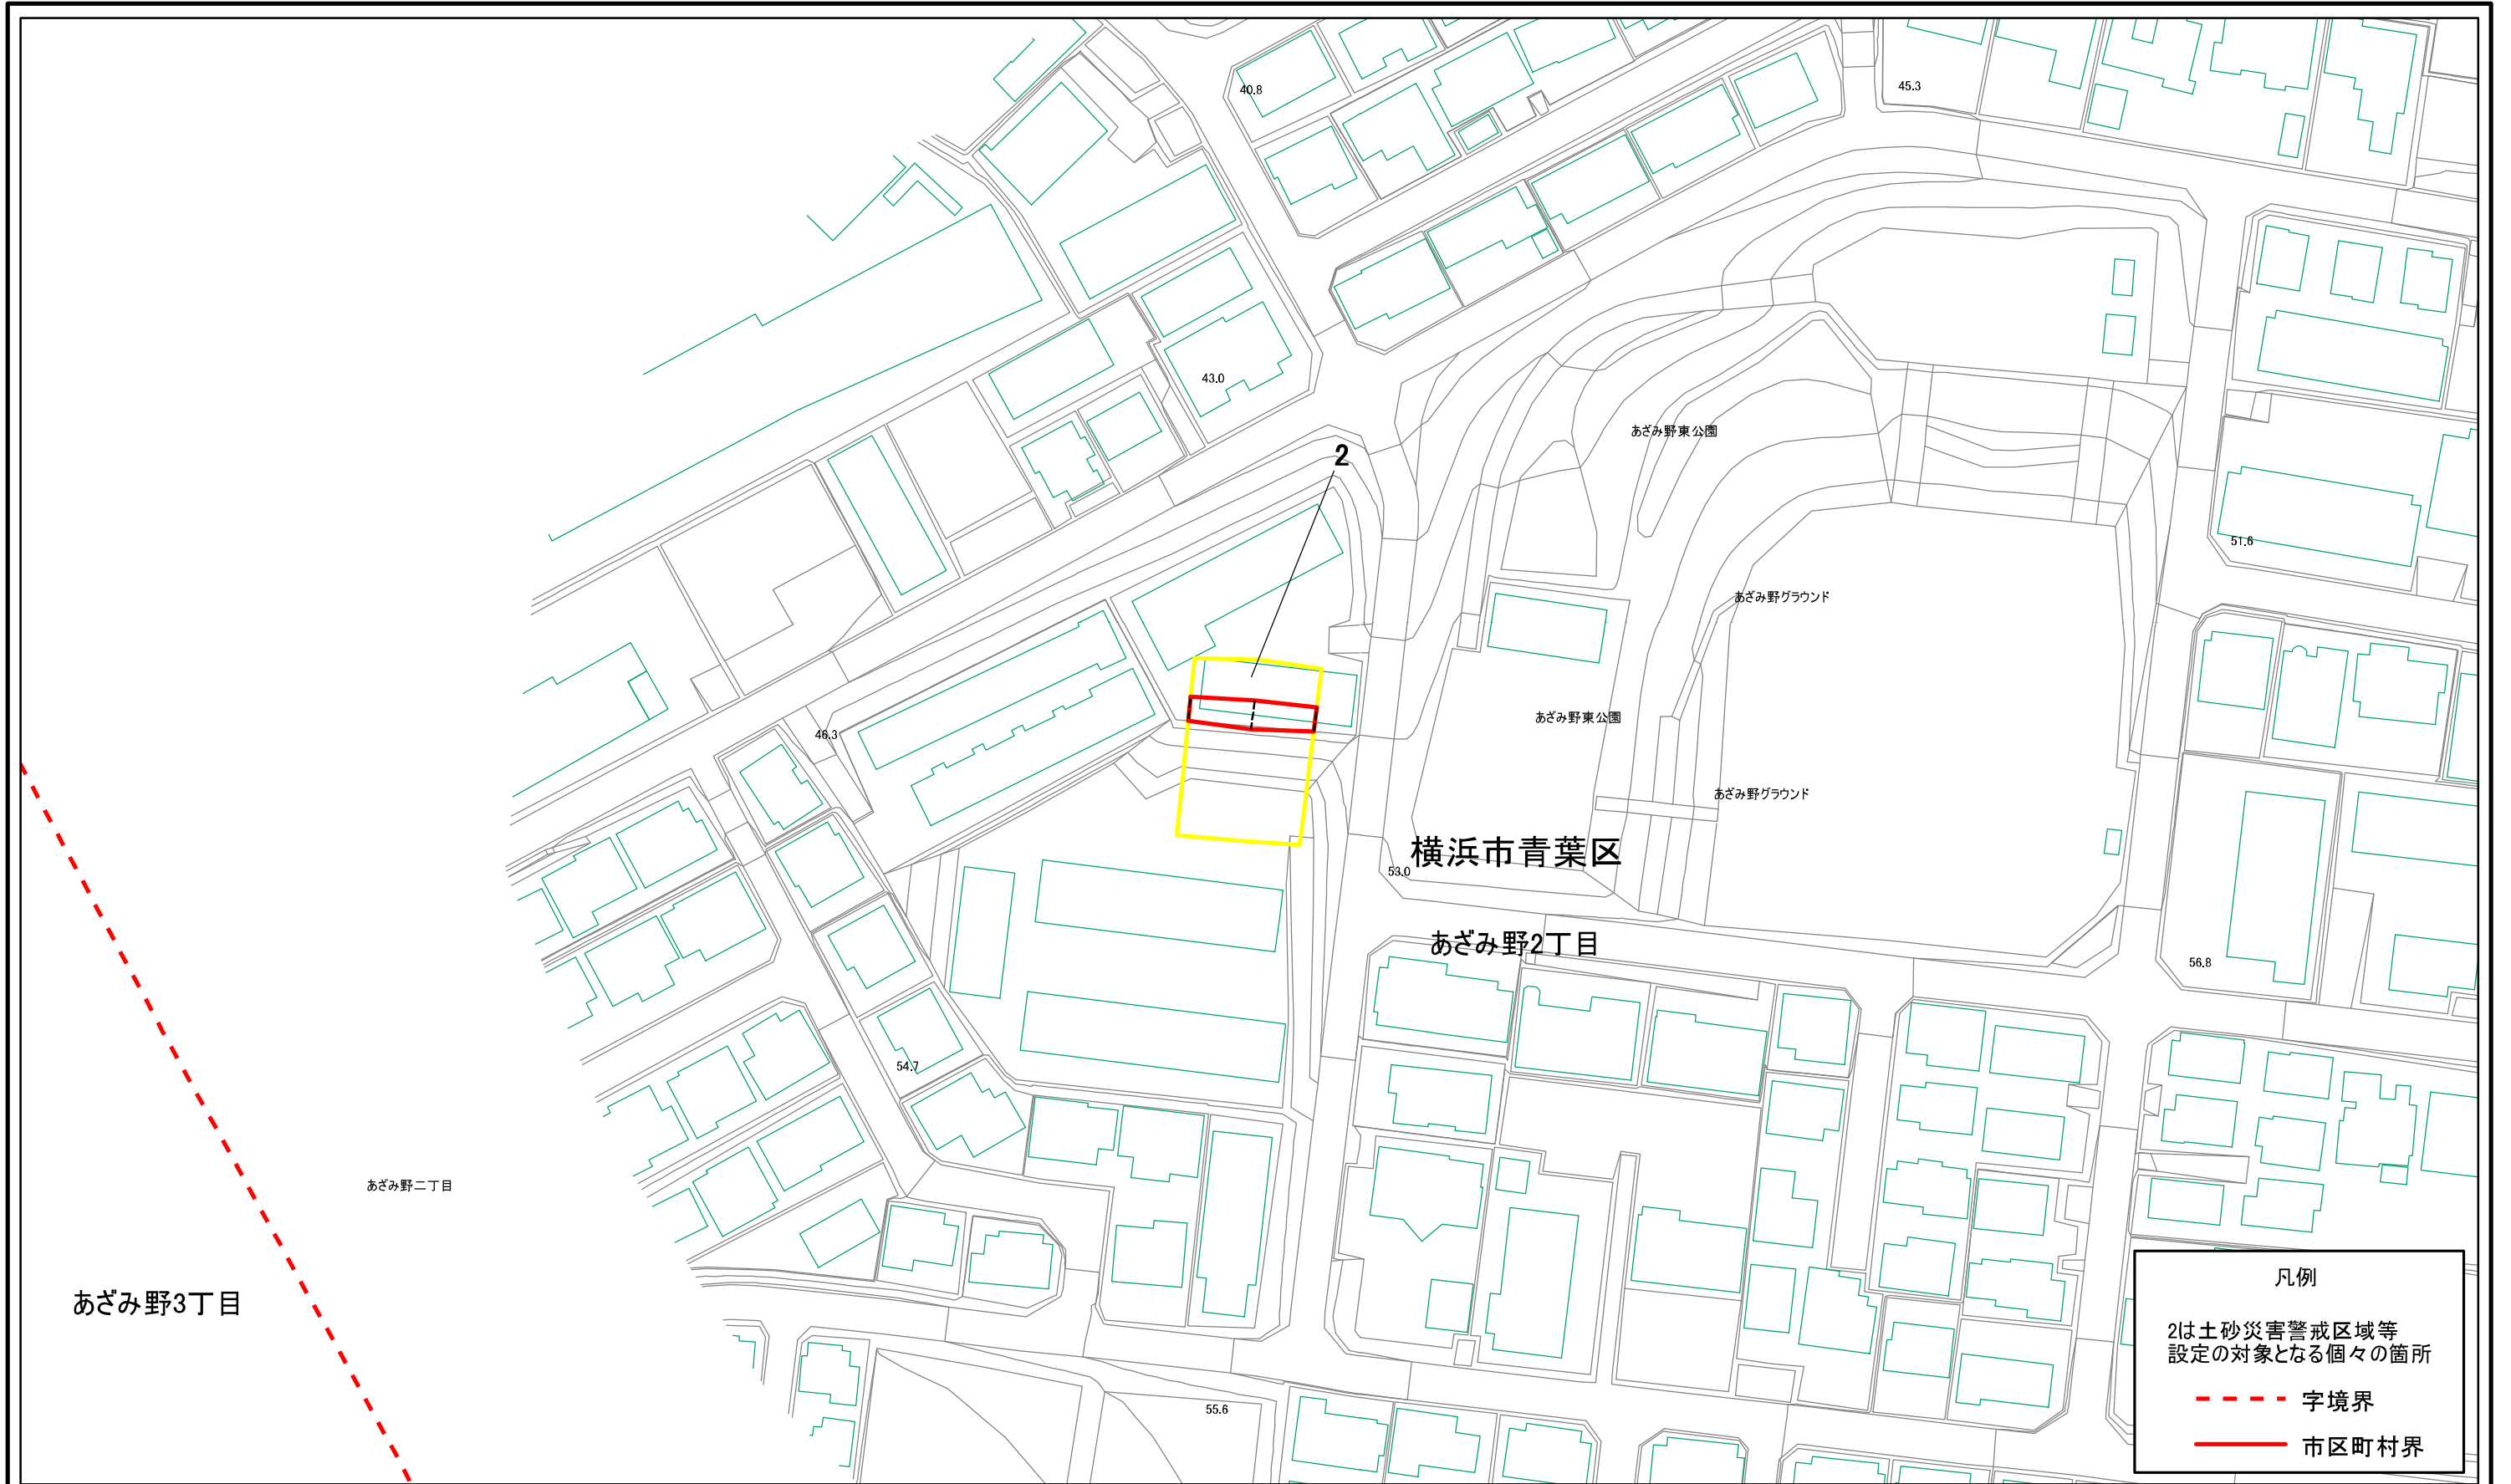 40.8
45.3
43.0
あざみ野東公園
2
51.6
あざみ野グラウンド
あざみ野東公園
46.3
あざみ野グラウンド
横浜市青葉区
53.0
あざみ野2丁目
56.8
54.7
あざみ野二丁目
あざみ野3丁目
55.6
凡例
2は土砂災害警戒区域等
設定の対象となる個々の箇所
字境界
市区町村界